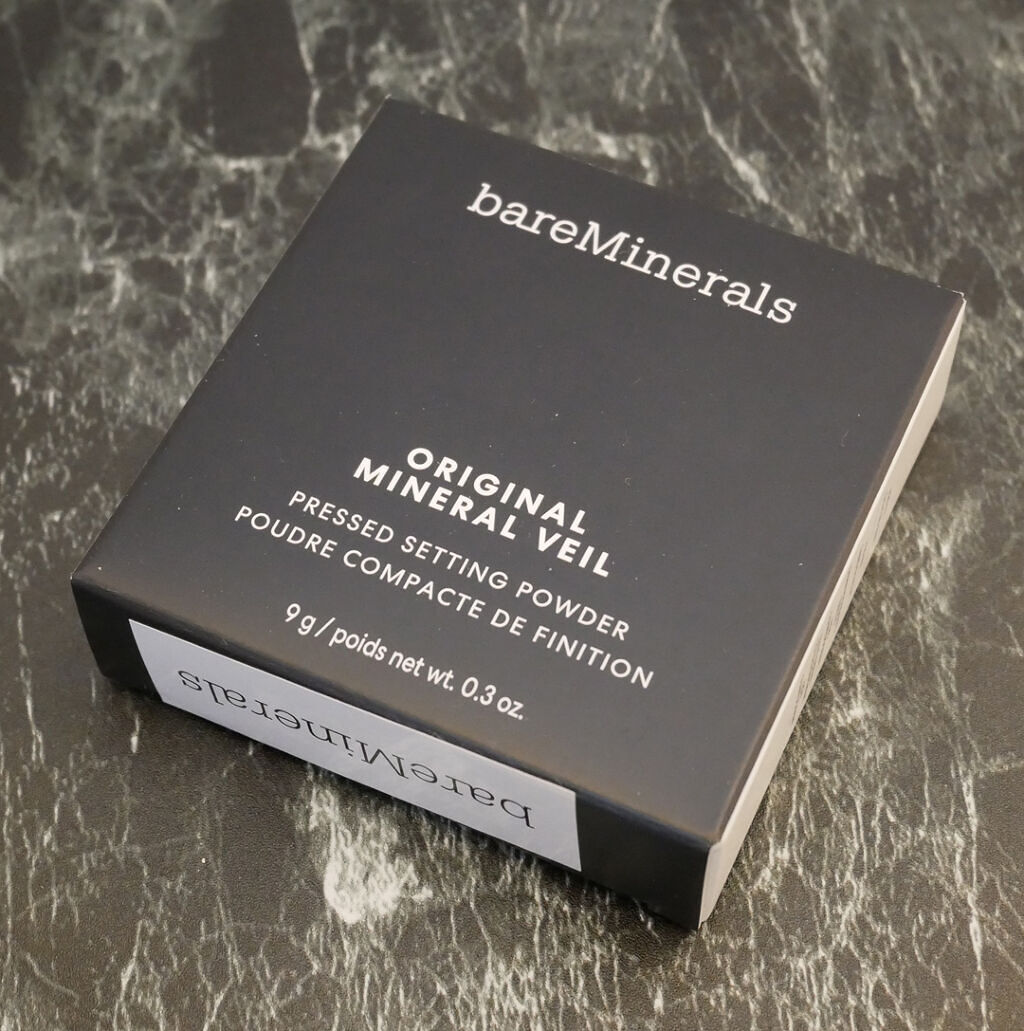 bareMinerals
ORIGINAL
MINERAL VEIL
PRESSED SETTING POWDER
POUDRE COMPACTE DE FINITION
9 g / poids net wt. 0.3 oz.
bareMinerals